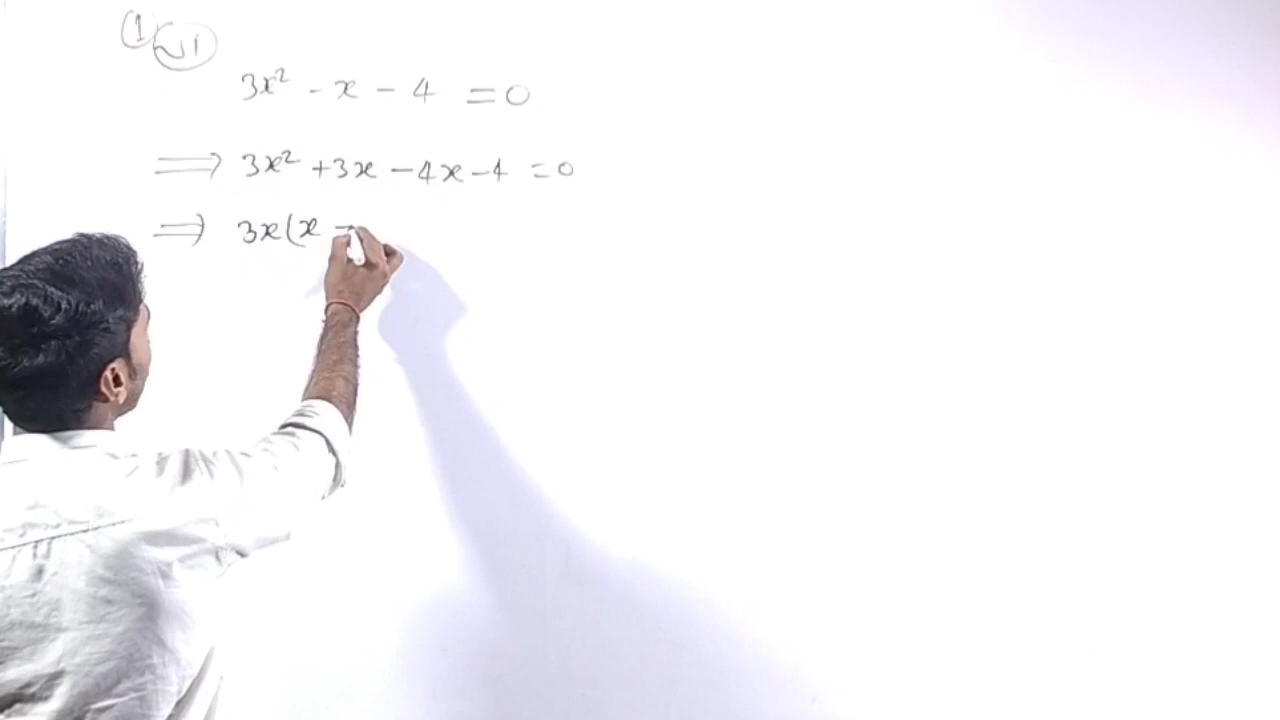 1 vi
3x² - x - 4 = 0
⟹ 3x² + 3x - 4x - 4 = 0
⟹ 3x(x